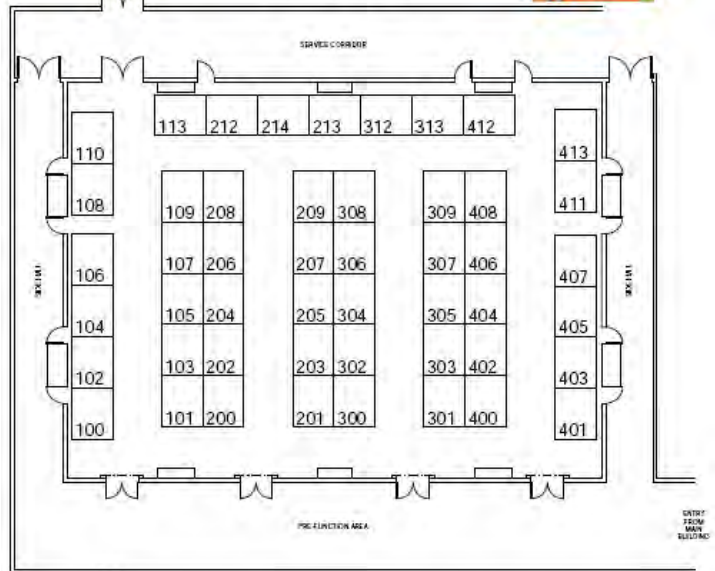 SERVICE CORRIDOR
113 212 214 213 312 313 412
110 413
108 109 208 209 308 309 408 411
106 107 206 207 306 307 406 407
104 105 204 205 304 305 404 405
102 103 202 203 302 303 402 403
100 101 200 201 300 301 400 401
PRE-FUNCTION AREA
ENTRY
FROM
MAIN
BUILDING